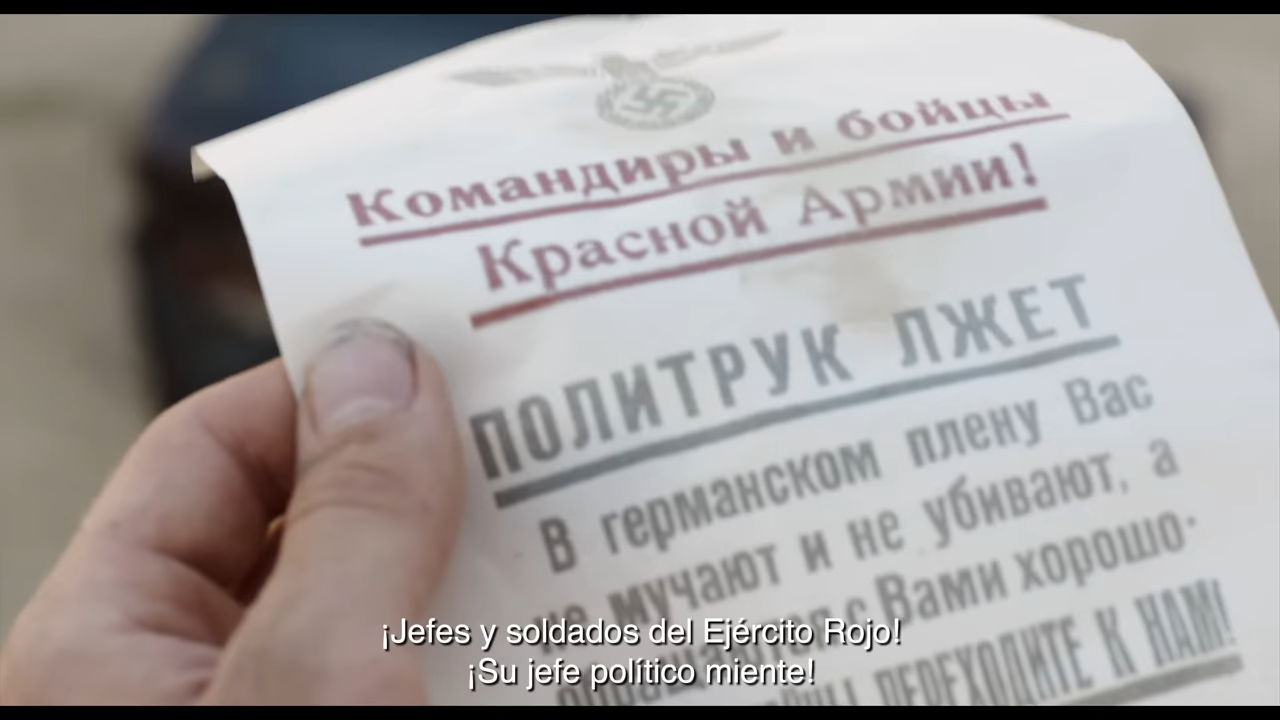 Командиры и бойцы
Красной Армии!
ПОЛИТРУК ЛЖЕТ
В германском плену Вас
не мучают и не убивают, а
с Вами хорошо.
ПЕРЕХОДИТЕ К НАМ!
¡Jefes y soldados del Ejército Rojo!
¡Su jefe político miente!